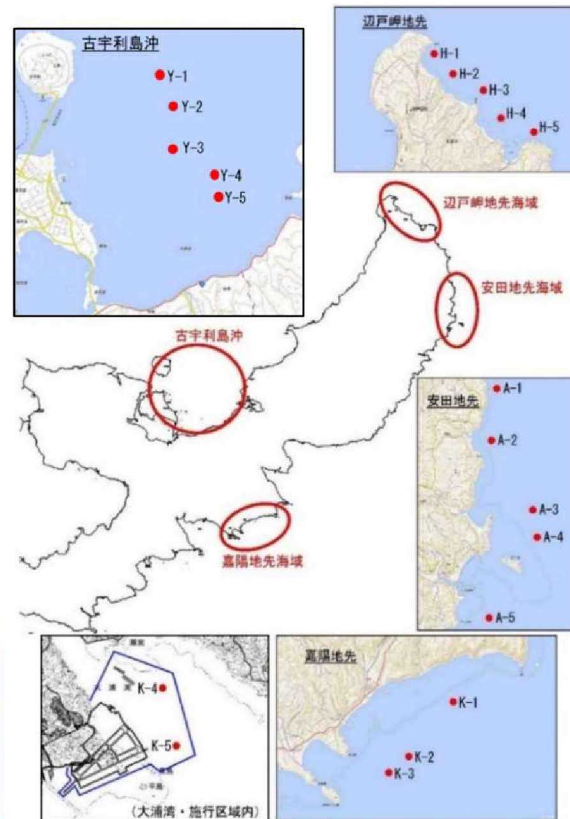 古宇利島沖
Y-1
Y-2
Y-3
Y-4
Y-5
辺戸岬地先
H-1
H-2
H-3
H-4
H-5
辺戸岬地先海域
安田地先海域
古宇利島沖
嘉陽地先海域
安田地先
A-1
A-2
A-3
A-4
A-5
K-4
K-5
平島
(大浦湾・施行区域内)
嘉陽地先
K-1
K-2
K-3